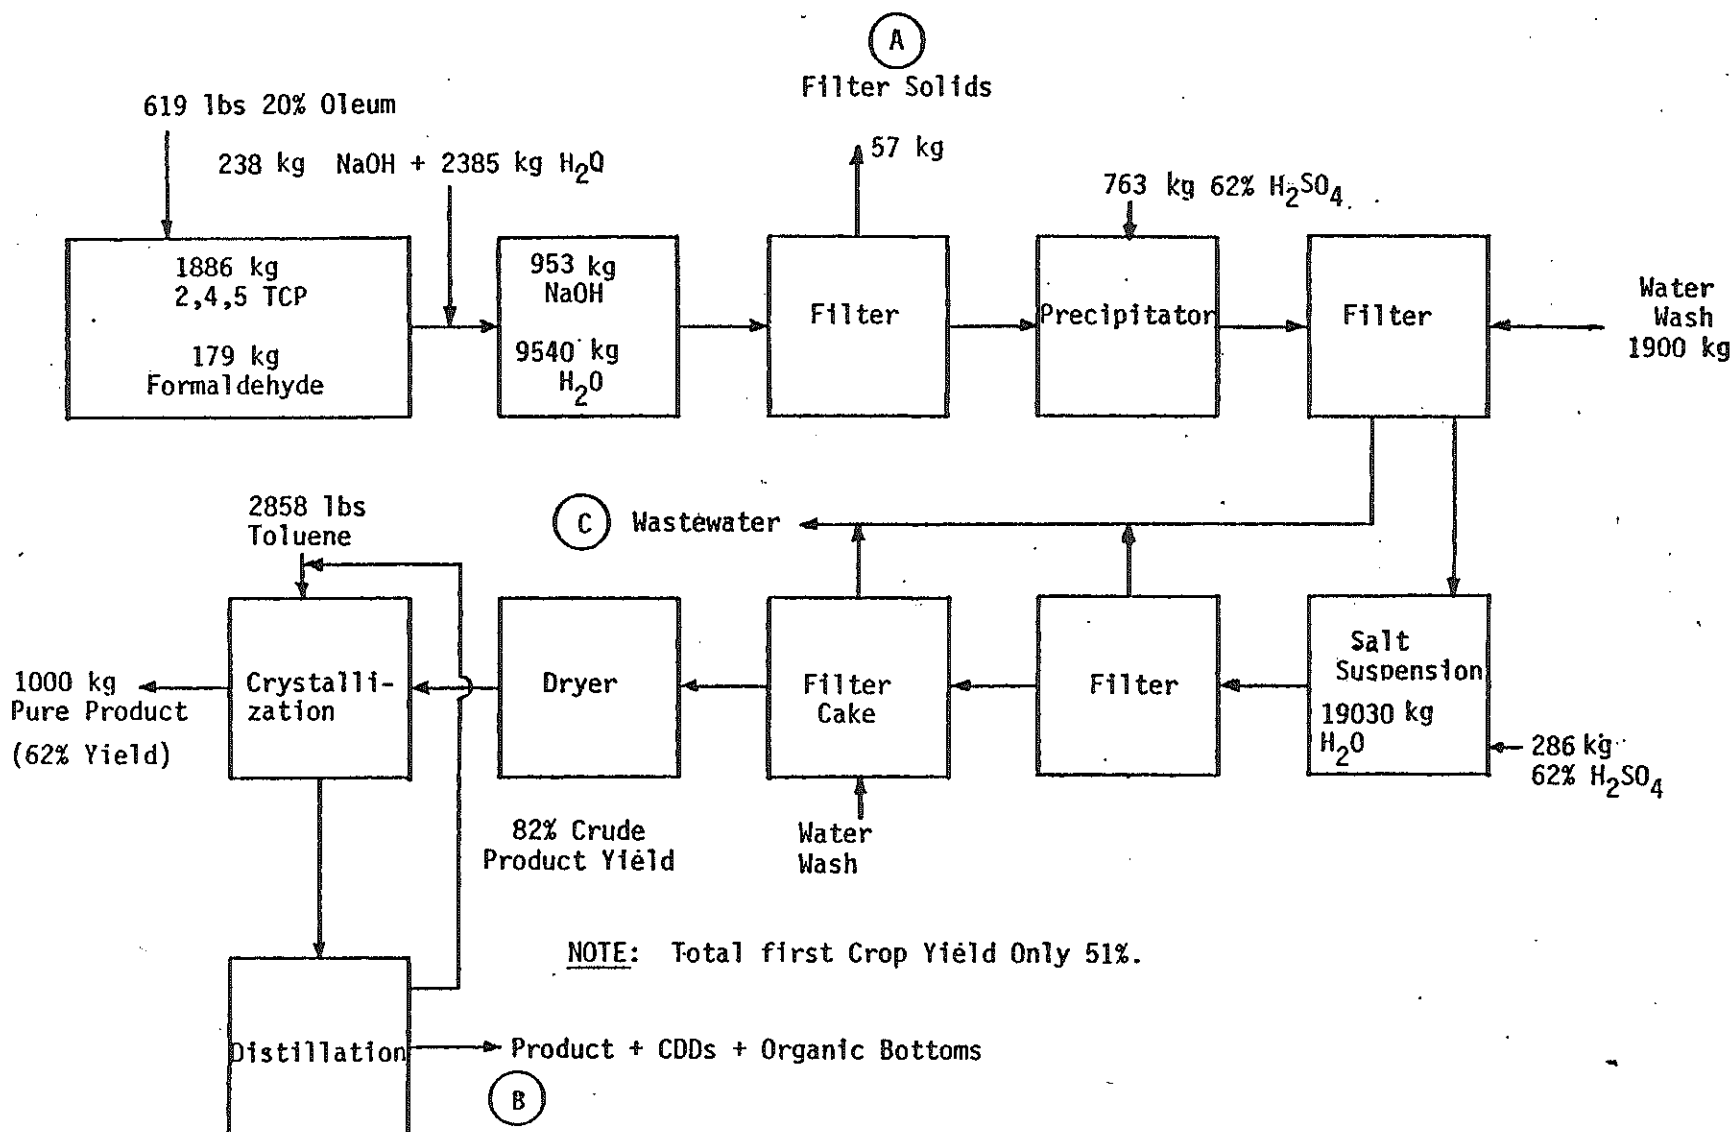 A
Filter Solids
619 lbs 20% Oleum
57 kg
238 kg NaOH + 2385 kg H2O
763 kg 62% H2SO4
1886 kg
2,4,5 TCP
179 kg
Formaldehyde
953 kg
NaOH
9540 kg
H2O
Filter
Precipitator
Filter
Water
Wash
1900 kg
2858 lbs
Toluene
C Wastewater
1000 kg
Pure Product
(62% Yield)
Crystalli-
zation
Dryer
Filter
Cake
Filter
Salt
Suspension
19030 kg
H2O
286 kg
62% H2SO4
82% Crude
Product Yield
Water
Wash
NOTE: Total first Crop Yield Only 51%.
Distillation
Product + CDDs + Organic Bottoms
B